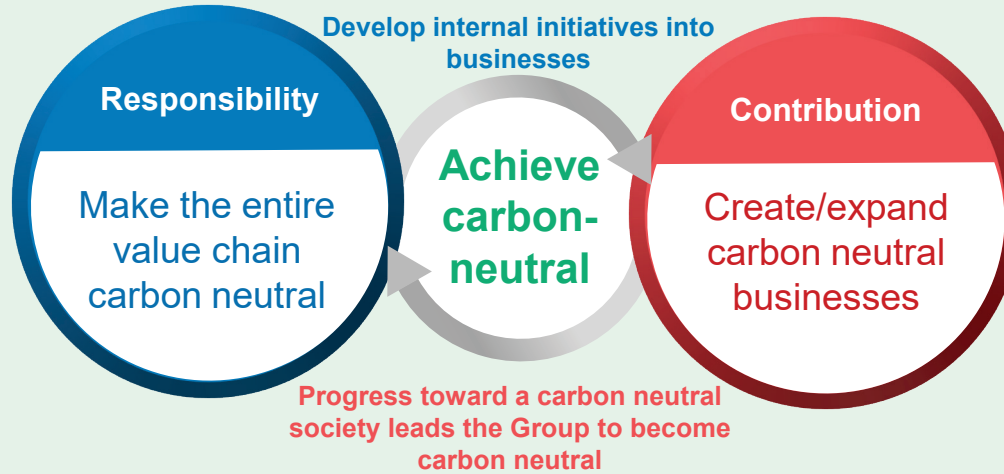 Develop internal initiatives into
businesses
Responsibility
Make the entire
value chain
carbon neutral
Achieve
carbon-
neutral
Contribution
Create/expand
carbon neutral
businesses
Progress toward a carbon neutral
society leads the Group to become
carbon neutral